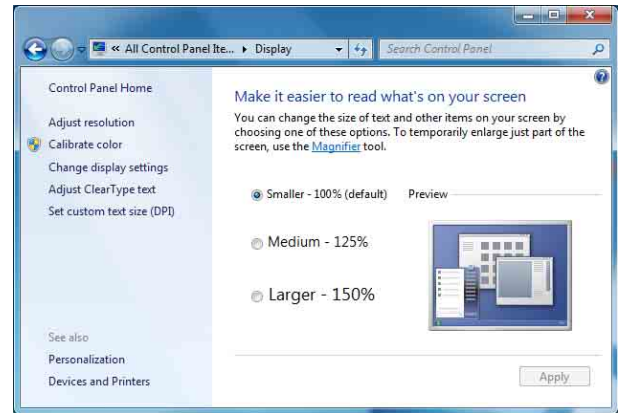 « All Control Panel Ite... ▸ Display
Search Control Panel
Control Panel Home
Adjust resolution
Calibrate color
Change display settings
Adjust ClearType text
Set custom text size (DPI)
See also
Personalization
Devices and Printers
Make it easier to read what's on your screen
You can change the size of text and other items on your screen by
choosing one of these options. To temporarily enlarge just part of the
screen, use the Magnifier tool.
Smaller - 100% (default) Preview
Medium - 125%
Larger - 150%
Apply